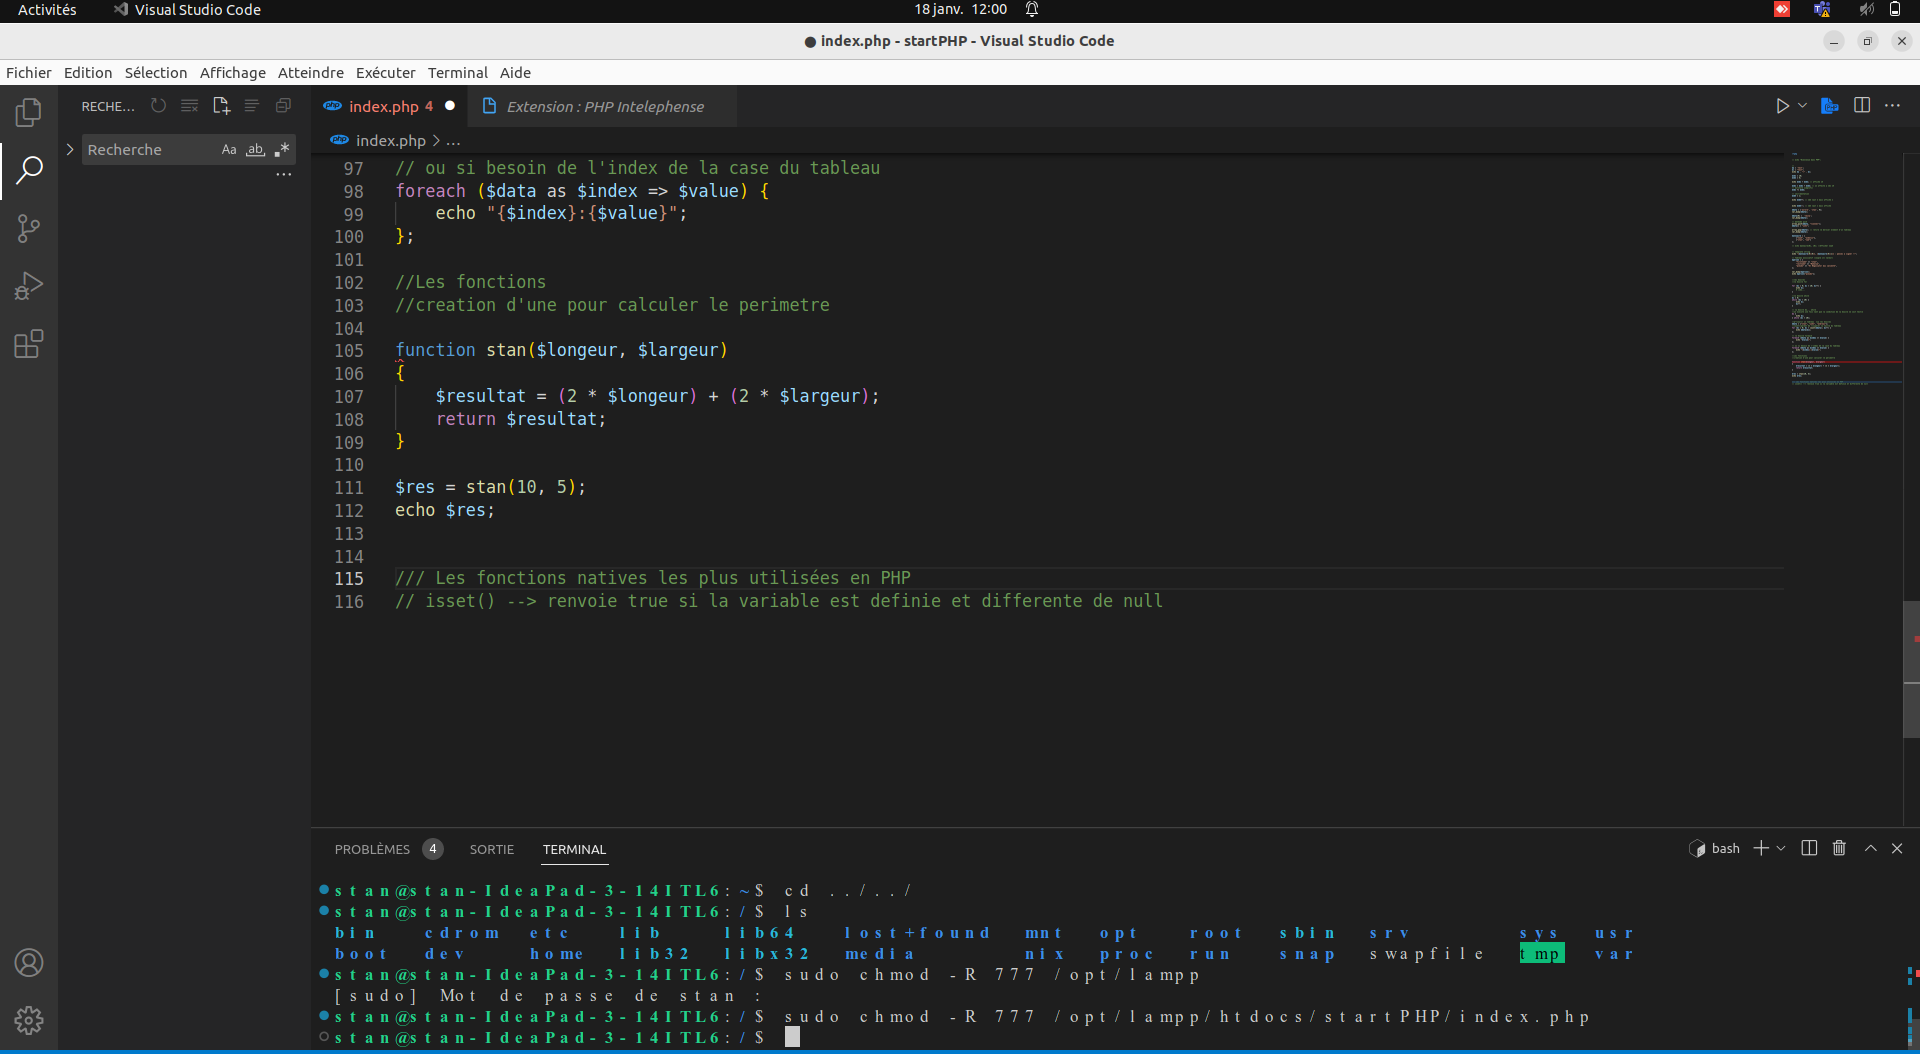 Activités Visual Studio Code 18 janv. 12:00
index.php - startPHP - Visual Studio Code
Fichier Edition Sélection Affichage Atteindre Exécuter Terminal Aide
RECHE... index.php 4 Extension : PHP Intelephense
index.php > ...
Recherche Aa ab
97 // ou si besoin de l'index de la case du tableau
98 foreach ($data as $index => $value) {
99 echo "{$index}:{$value}";
100 };
101
102 //Les fonctions
103 //creation d'une pour calculer le perimetre
104
105 function stan($longeur, $largeur)
106 {
107 $resultat = (2 * $longeur) + (2 * $largeur);
108 return $resultat;
109 }
110
111 $res = stan(10, 5);
112 echo $res;
113
114
115 /// Les fonctions natives les plus utilisées en PHP
116 // isset() --> renvoie true si la variable est definie et differente de null
PROBLÈMES 4 SORTIE TERMINAL bash
stan@stan-IdeaPad-3-14ITL6:~$ cd ../../
stan@stan-IdeaPad-3-14ITL6:/$ ls
bin cdrom etc lib lib64 lost+found mnt opt root sbin srv sys usr
boot dev home lib32 libx32 media nix proc run snap swapfile tmp var
stan@stan-IdeaPad-3-14ITL6:/$ sudo chmod -R 777 /opt/lampp
[sudo] Mot de passe de stan :
stan@stan-IdeaPad-3-14ITL6:/$ sudo chmod -R 777 /opt/lampp/htdocs/startPHP/index.php
stan@stan-IdeaPad-3-14ITL6:/$